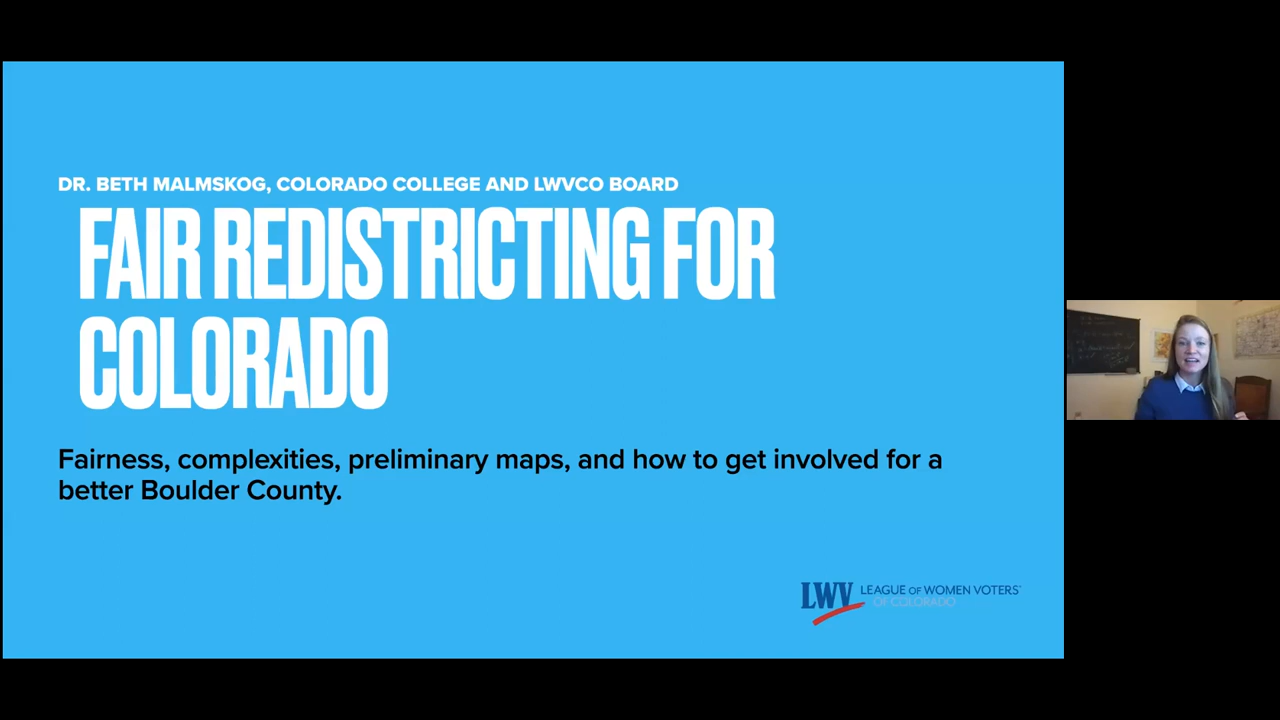 DR. BETH MALMSKOG, COLORADO COLLEGE AND LWVCO BOARD
FAIR REDISTRICTING FOR
COLORADO
Fairness, complexities, preliminary maps, and how to get involved for a
better Boulder County.
LWV LEAGUE OF WOMEN VOTERS®
OF COLORADO